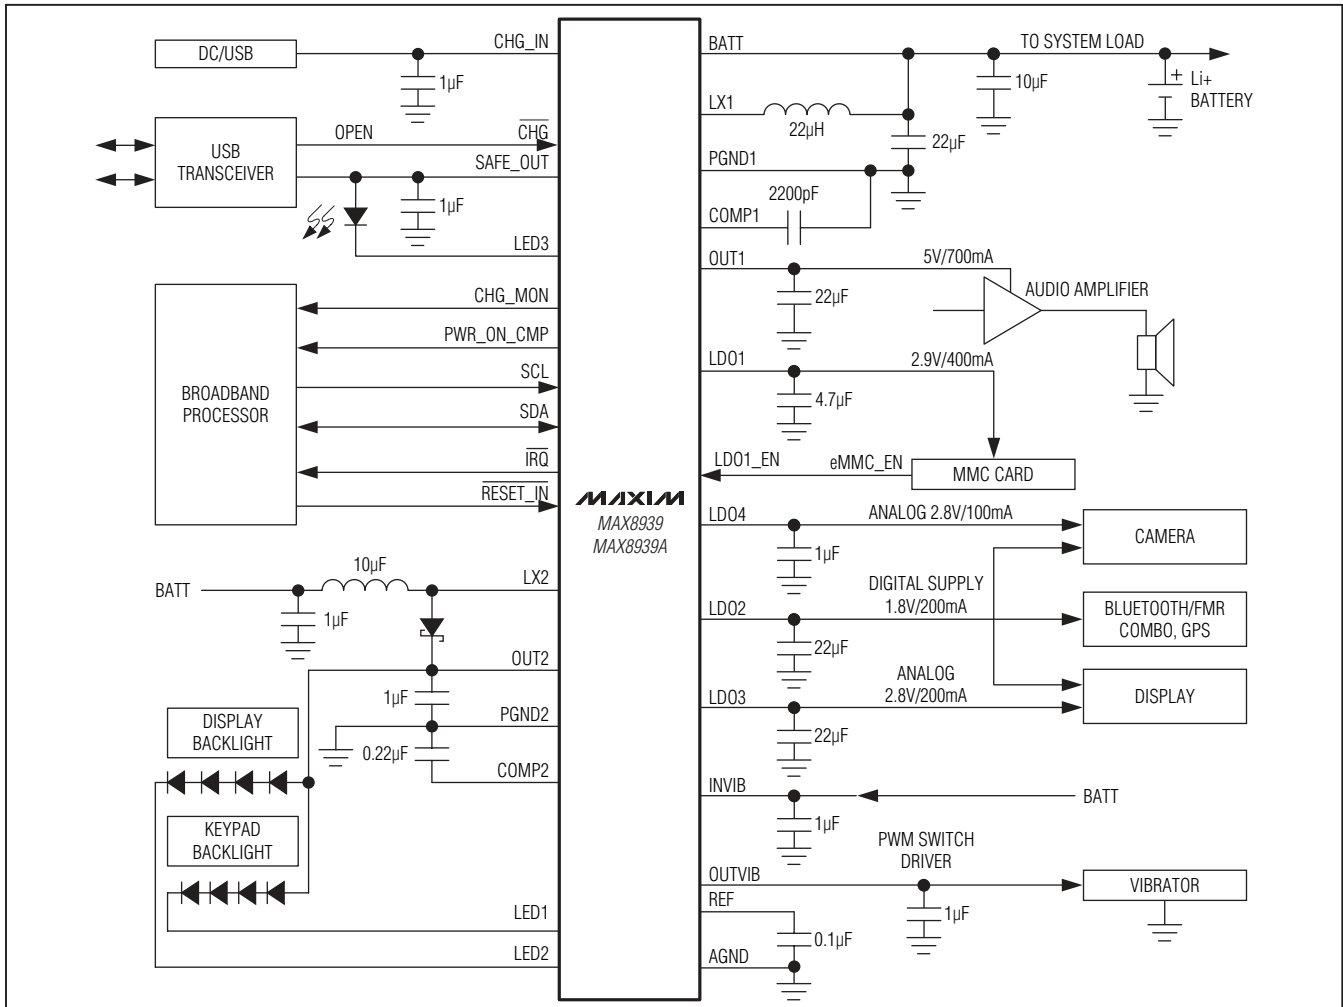 DC/USB
CHG_IN
1µF
USB
TRANSCEIVER
OPEN
CHG
SAFE_OUT
1µF
LED3
BROADBAND
PROCESSOR
CHG_MON
PWR_ON_CMP
SCL
SDA
IRQ
RESET_IN
BATT
10µF
LX2
1µF
OUT2
1µF
PGND2
DISPLAY
BACKLIGHT
0.22µF
COMP2
KEYPAD
BACKLIGHT
LED1
LED2
MAXIM
MAX8939
MAX8939A
BATT
TO SYSTEM LOAD
10µF
+ Li+
BATTERY
LX1
22µH
22µF
PGND1
2200pF
COMP1
OUT1
5V/700mA
22µF
AUDIO AMPLIFIER
LDO1
2.9V/400mA
4.7µF
LDO1_EN
eMMC_EN
MMC CARD
LDO4
ANALOG 2.8V/100mA
CAMERA
1µF
DIGITAL SUPPLY
1.8V/200mA
LDO2
BLUETOOTH/FMR
COMBO, GPS
22µF
ANALOG
2.8V/200mA
LDO3
DISPLAY
22µF
INVIB
BATT
1µF
PWM SWITCH
DRIVER
OUTVIB
VIBRATOR
1µF
REF
0.1µF
AGND